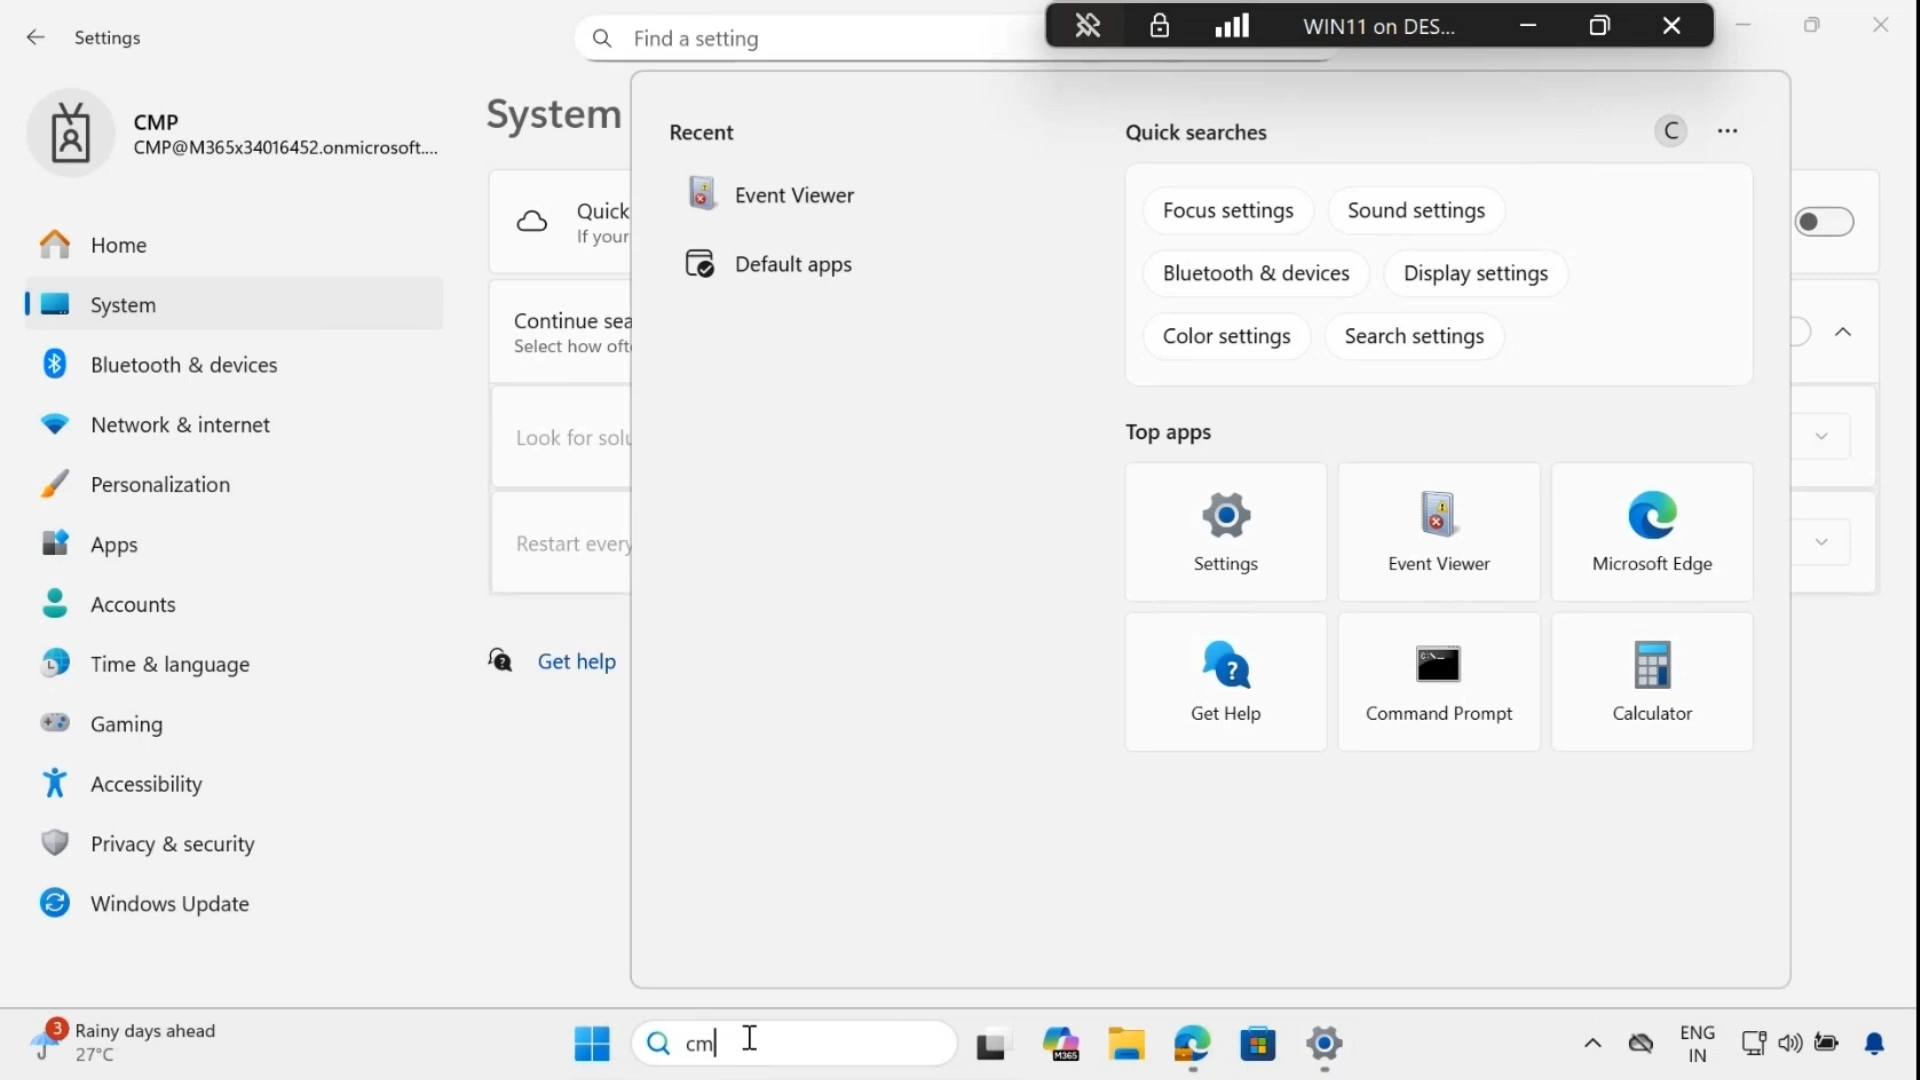 Settings
Find a setting
WIN11 on DES...
CMP
CMP@M365x34016452.onmicrosoft....
Home
System
Bluetooth & devices
Network & internet
Personalization
Apps
Accounts
Time & language
Gaming
Accessibility
Privacy & security
Windows Update
System
Quick
If your
Continue sea
Select how ofte
Look for solu
Restart every
Get help
Recent
Event Viewer
Default apps
Quick searches
C
Focus settings
Sound settings
Bluetooth & devices
Display settings
Color settings
Search settings
Top apps
Settings
Event Viewer
Microsoft Edge
Get Help
C:\_
Command Prompt
Calculator
3
Rainy days ahead
27°C
cm
M365
ENG
IN